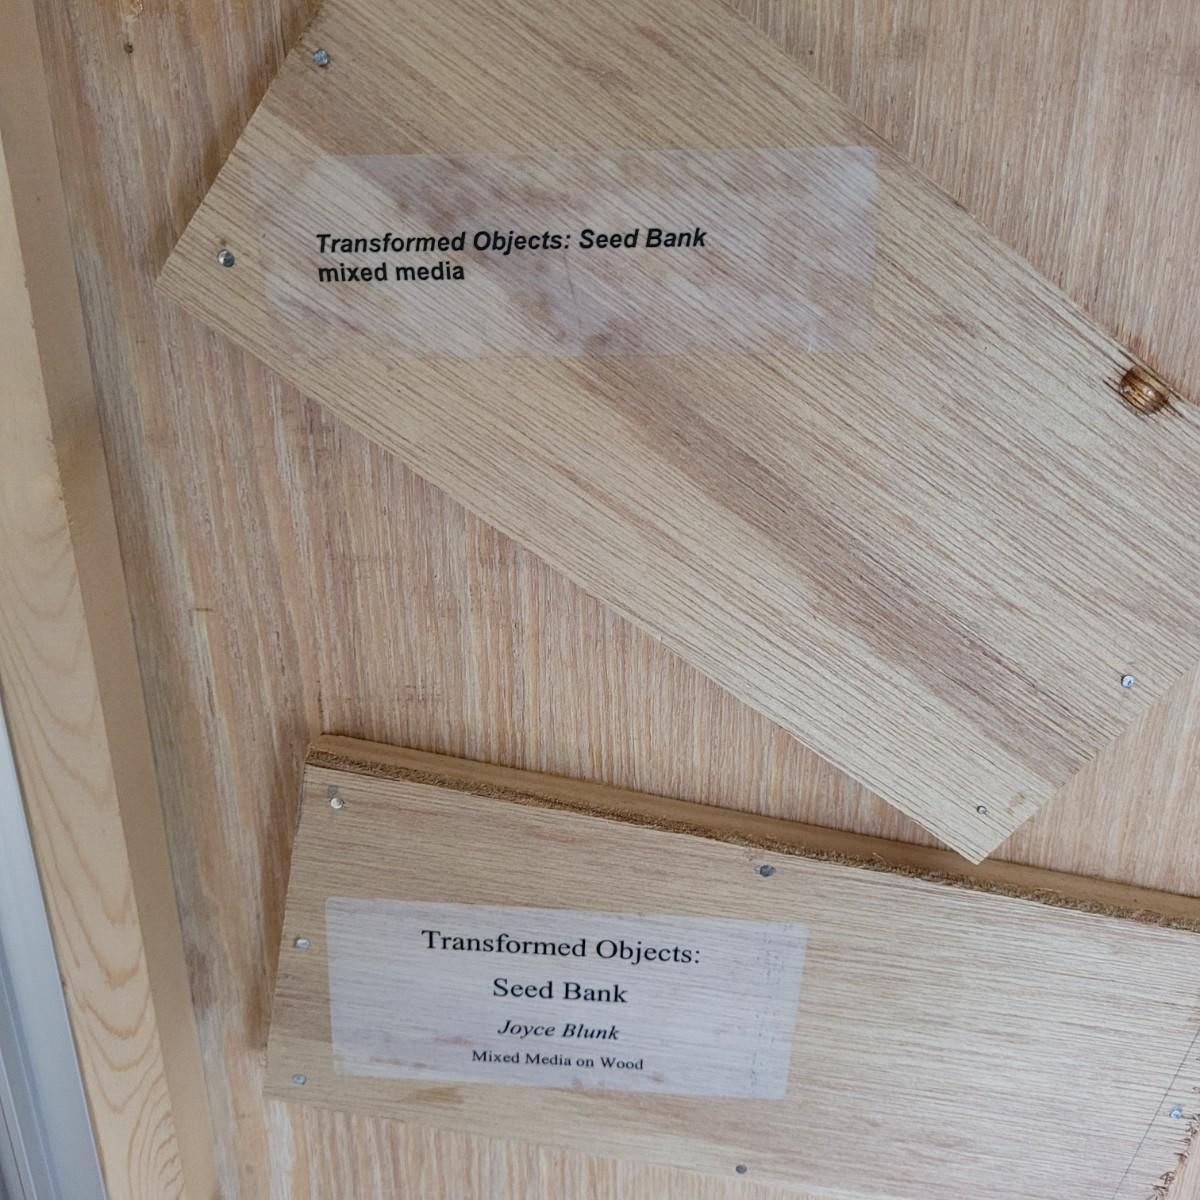 Transformed Objects: Seed Bank
mixed media
Transformed Objects:
Seed Bank
Joyce Blunk
Mixed Media on Wood